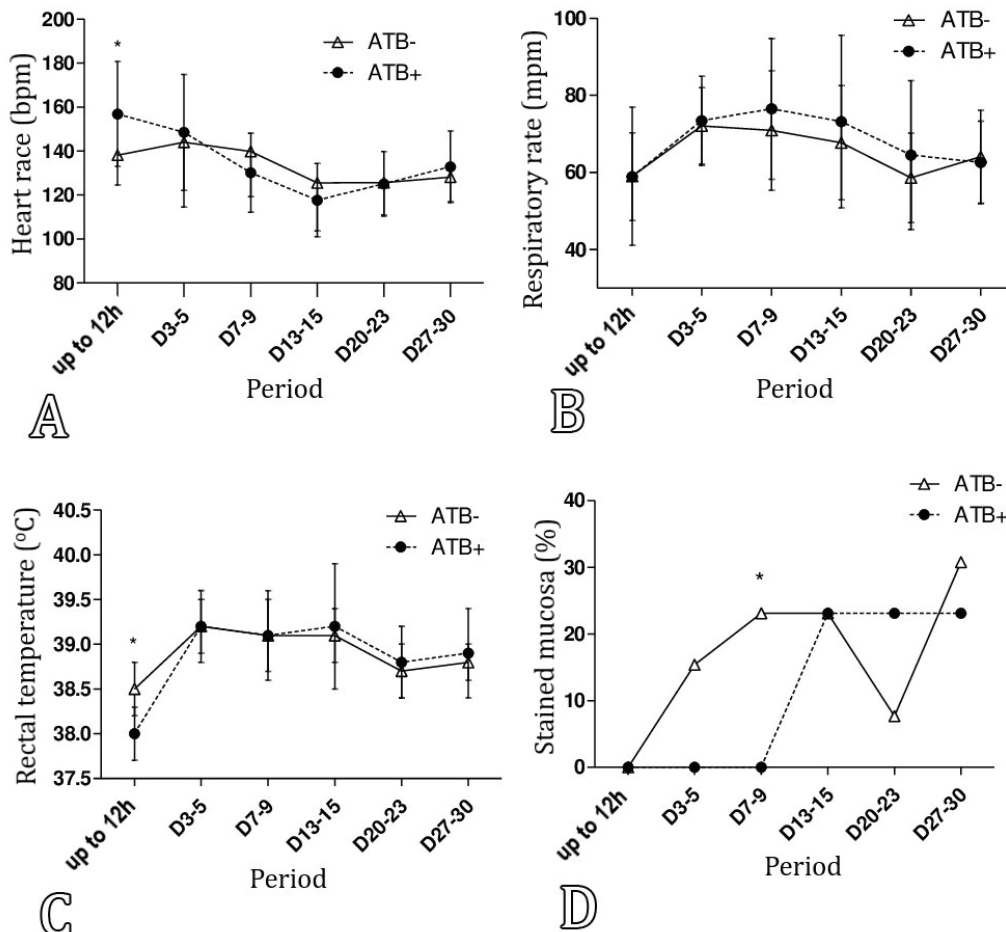 200
180
160
140
120
100
80
Heart race (bpm)
*
ATB-
ATB+
up to 12h
D3-5
D7-9
D13-15
D20-23
D27-30
Period
A
100
80
60
40
Respiratory rate (mpm)
ATB-
ATB+
up to 12h
D3-5
D7-9
D13-15
D20-23
D27-30
Period
B
40.5
40.0
39.5
39.0
38.5
38.0
37.5
Rectal temperature (ºC)
*
ATB-
ATB+
up to 12h
D3-5
D7-9
D13-15
D20-23
D27-30
Period
C
40
30
20
10
0
Stained mucosa (%)
*
ATB-
ATB+
up to 12h
D3-5
D7-9
D13-15
D20-23
D27-30
Period
D